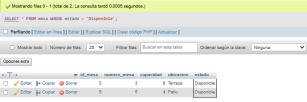 Mostrando filas 0 - 1 (total de 2, La consulta tardó 0.0005 segundos.)
SELECT * FROM mesa WHERE estado = 'Disponible';
Perfilando [ Editar en línea ] [ Editar ] [ Explicar SQL ] [ Crear código PHP ] [ Actualizar ]
Mostrar todo Número de filas: 25 Filtrar filas: Buscar en esta tabla Ordenar según la clave: Ninguna
Opciones extra
id_mesa numero_mesa capacidad ubicacion estado
Editar Copiar Borrar 3 3 6 Terraza Disponible
Editar Copiar Borrar 5 5 4 Patio Disponible